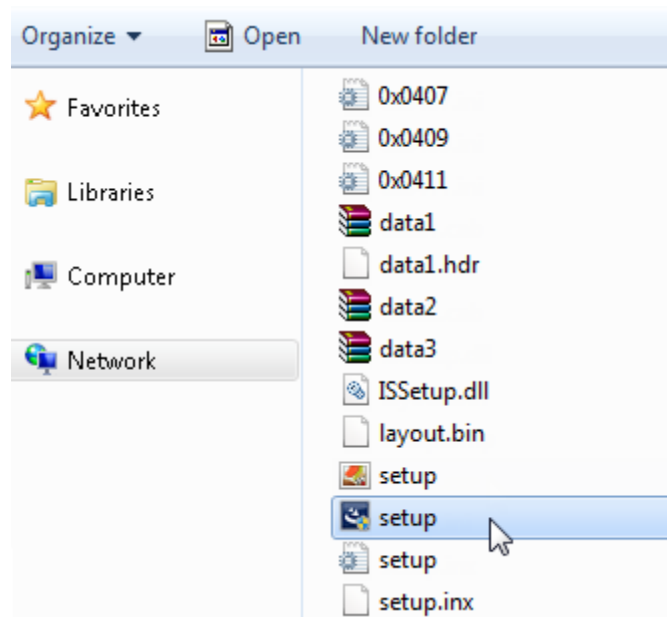 Organize Open New folder
Favorites
Libraries
Computer
Network
0x0407
0x0409
0x0411
data1
data1.hdr
data2
data3
ISSetup.dll
layout.bin
setup
setup
setup
setup.inx